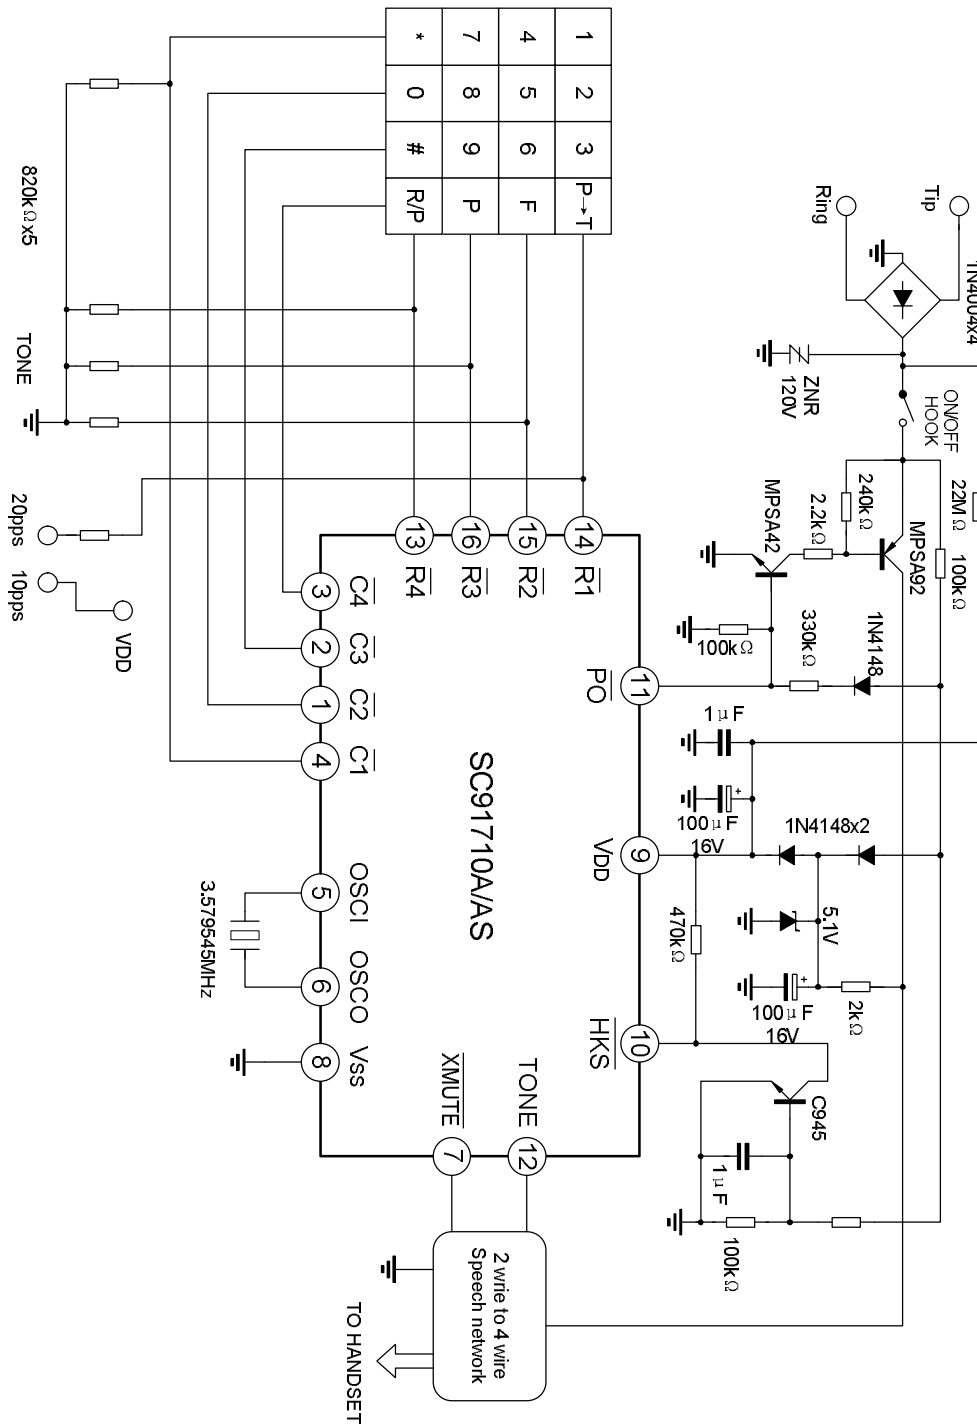 Tip
Ring
1N4004x4
ZNR
120V
ON/OFF
HOOK
22MΩ
100kΩ
MPSA92
240kΩ
2.2kΩ
MPSA42
1N4148
330kΩ
100kΩ
1μF
100μF
16V
1N4148x2
5.1V
2kΩ
100μF
16V
470kΩ
C945
1μF
100kΩ
1 2 3 P→T
4 5 6 F
7 8 9 P
* 0 # R/P
14 15 16 13
R1 R2 R3 R4
11 9 10
PO VDD HKS
SC91710A/AS
12 7
TONE XMUTE
C4 C3 C2 C1 OSCI OSCO VSS
3 2 1 4 5 6 8
3.579545MHz
2 wrie to 4 wire
Speech network
TO HANDSET
820kΩx5
TONE
20pps
10pps
VDD